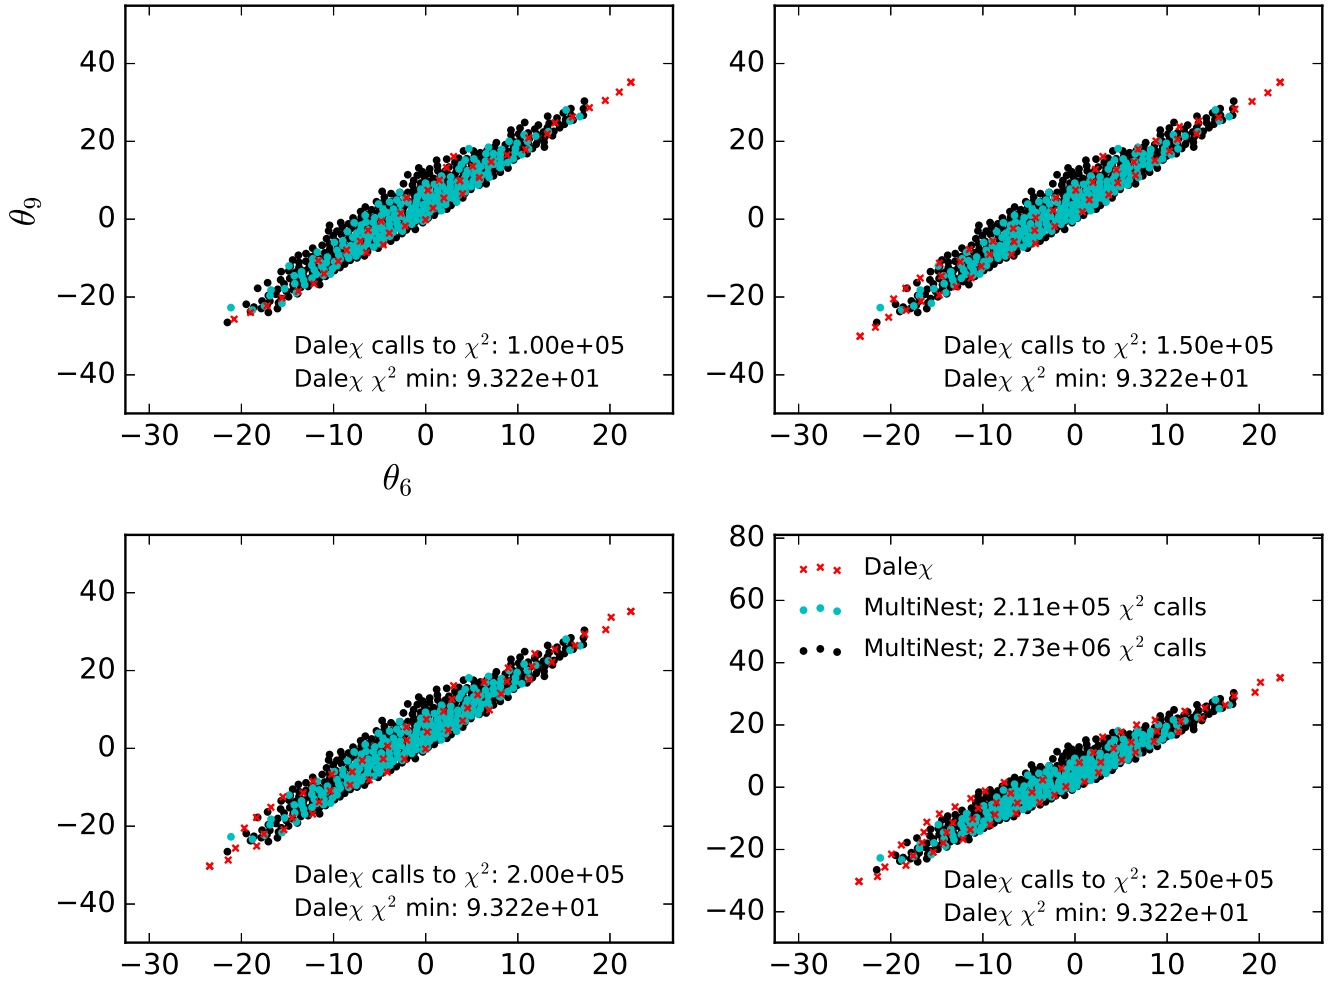 40
20
0
−20
−40
θ₉
−30 −20 −10 0 10 20
θ₆
Daleχ calls to χ²: 1.00e+05
Daleχ χ² min: 9.322e+01
40
20
0
−20
−40
−30 −20 −10 0 10 20
Daleχ calls to χ²: 1.50e+05
Daleχ χ² min: 9.322e+01
40
20
0
−20
−40
−30 −20 −10 0 10 20
Daleχ calls to χ²: 2.00e+05
Daleχ χ² min: 9.322e+01
80
60
40
20
0
−20
−40
−30 −20 −10 0 10 20
Daleχ
MultiNest; 2.11e+05 χ² calls
MultiNest; 2.73e+06 χ² calls
Daleχ calls to χ²: 2.50e+05
Daleχ χ² min: 9.322e+01